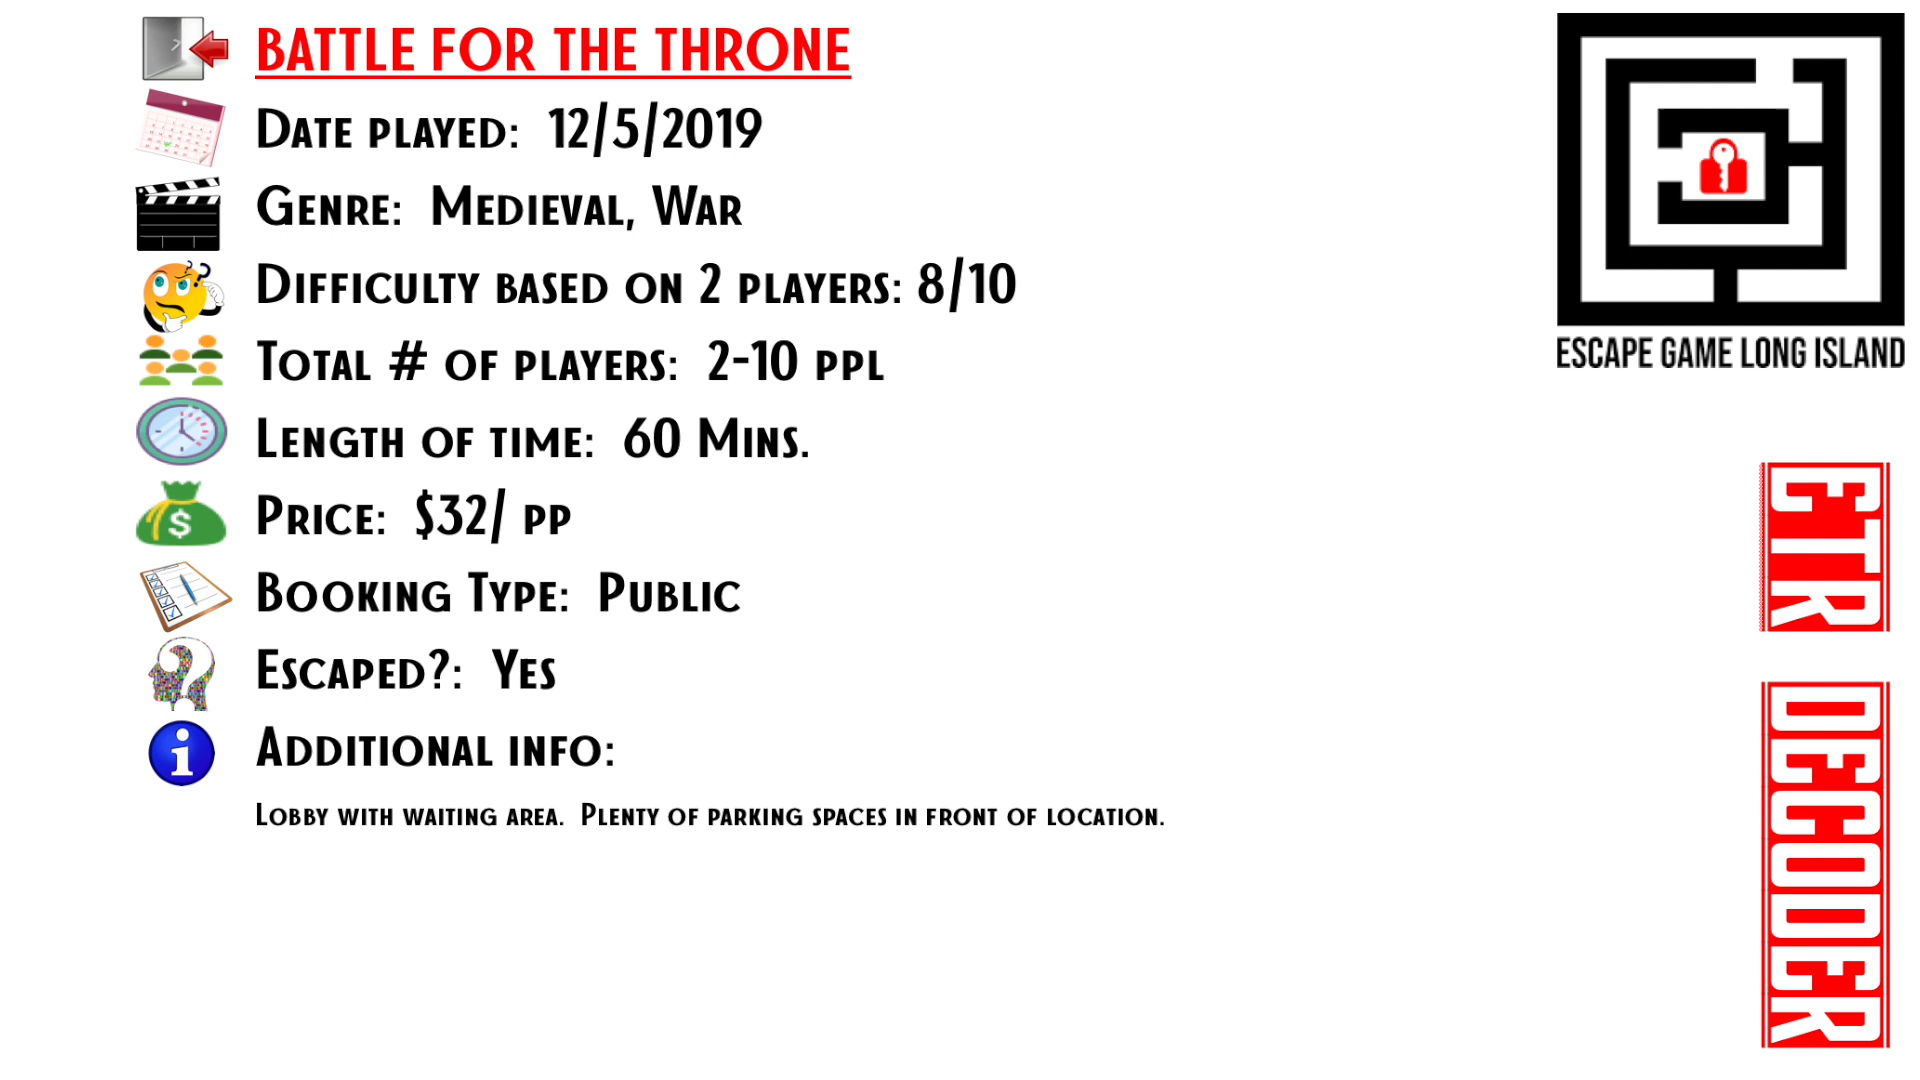 BATTLE FOR THE THRONE
Date played: 12/5/2019
Genre: Medieval, War
Difficulty based on 2 players: 8/10
Total # of players: 2-10 ppl
Length of time: 60 Mins.
Price: $32/ pp
Booking Type: Public
Escaped?: Yes
Additional info:
Lobby with waiting area. Plenty of parking spaces in front of location.
ESCAPE GAME LONG ISLAND
ETR
DECODER